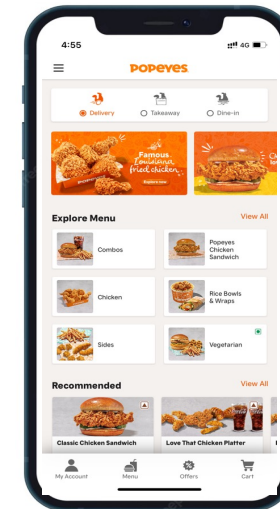 4:55
4G
POPEYES
Delivery
Takeaway
Dine-in
Famous
Louisiana
fried chicken
Explore now
Explore Menu
View All
Combos
Popeyes
Chicken
Sandwich
Chicken
Rice Bowls
& Wraps
Sides
Vegetarian
Recommended
View All
Classic Chicken Sandwich
Love That Chicken Platter
My Account
Menu
Offers
Cart